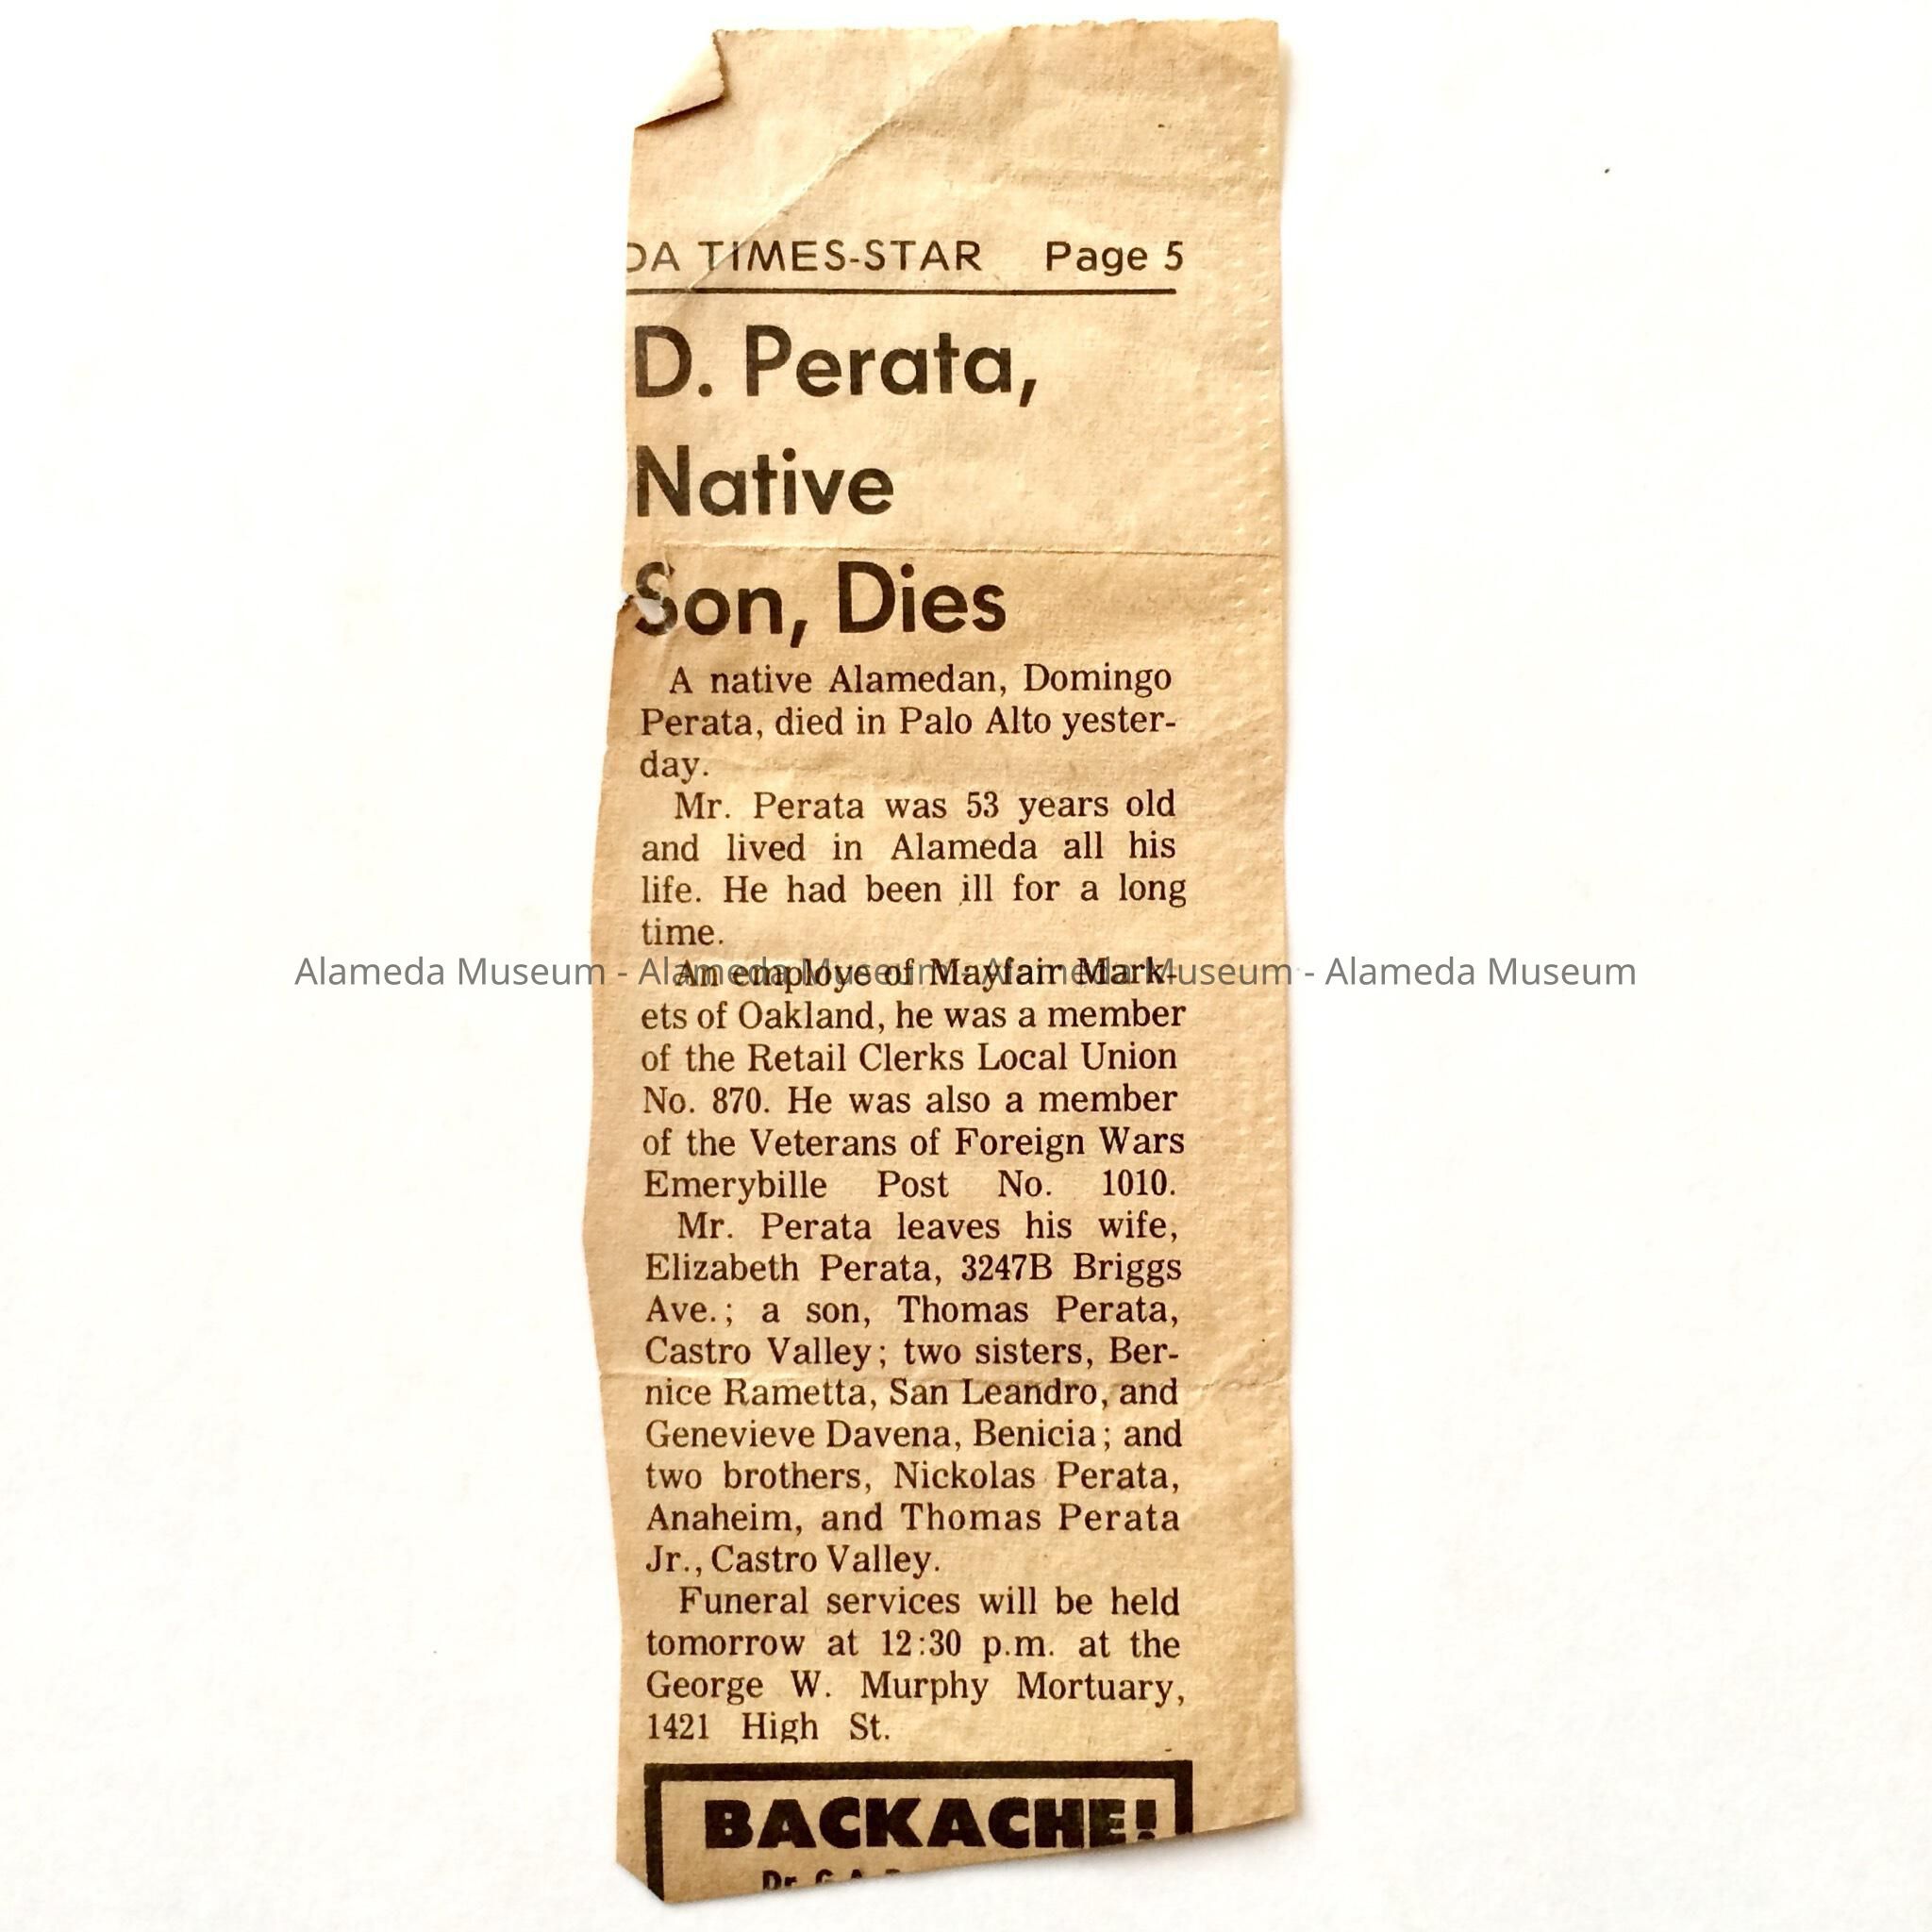 DA TIMES-STAR Page 5
D. Perata,
Native
Son, Dies
A native Alamedan, Domingo
Perata, died in Palo Alto yester-
day.
Mr. Perata was 53 years old
and lived in Alameda all his
life. He had been ill for a long
time.
An employe of Mayfair Mark-
Alameda Museum - Alameda Museum - Alameda Museum - Alameda Museum
ets of Oakland, he was a member
of the Retail Clerks Local Union
No. 870. He was also a member
of the Veterans of Foreign Wars
Emerybille Post No. 1010.
Mr. Perata leaves his wife,
Elizabeth Perata, 3247B Briggs
Ave.; a son, Thomas Perata,
Castro Valley; two sisters, Ber-
nice Rametta, San Leandro, and
Genevieve Davena, Benicia; and
two brothers, Nickolas Perata,
Anaheim, and Thomas Perata
Jr., Castro Valley.
Funeral services will be held
tomorrow at 12:30 p.m. at the
George W. Murphy Mortuary,
1421 High St.
BACKACHE!
Dr. G. A.